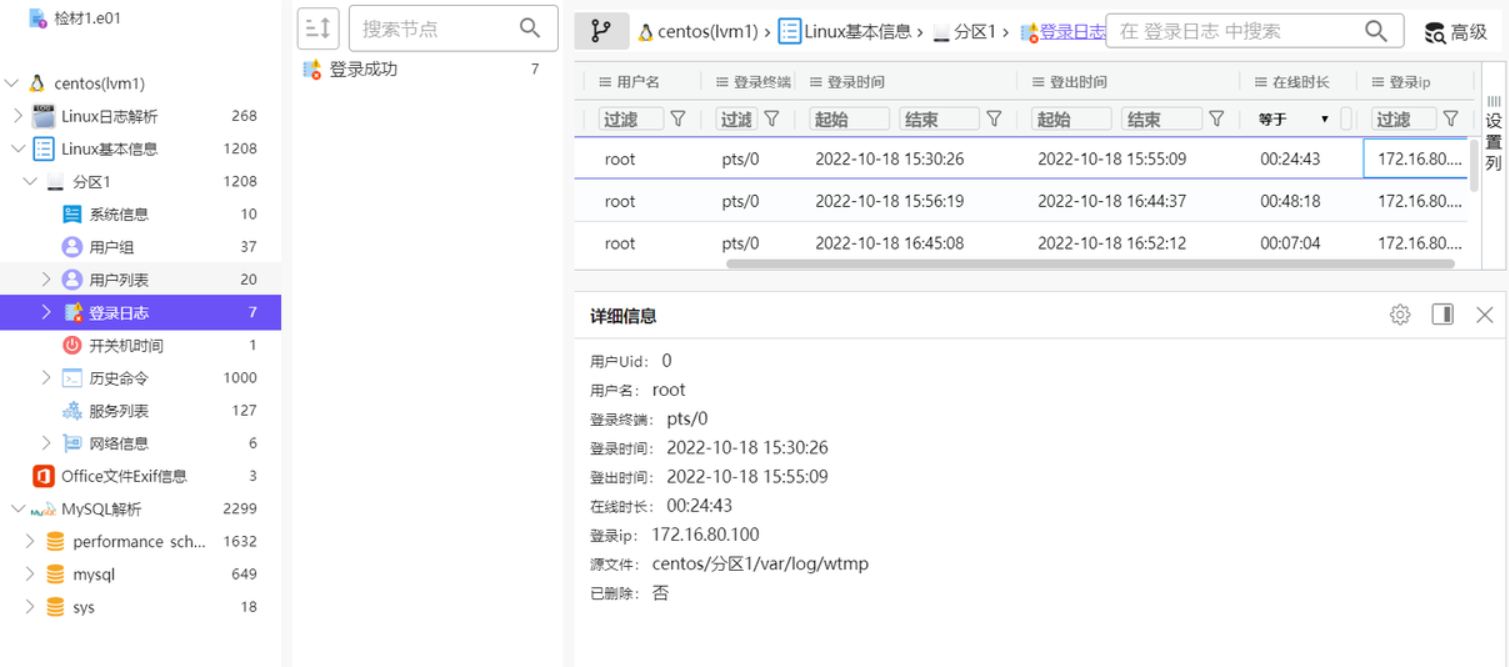 检材1.e01
centos(lvm1)
Linux日志解析 268
Linux基本信息 1208
分区1 1208
系统信息 10
用户组 37
用户列表 20
登录日志 7
开关机时间 1
历史命令 1000
服务列表 127
网络信息 6
Office文件Exif信息 3
MySQL解析 2299
performance_sch... 1632
mysql 649
sys 18
搜索节点
登录成功 7
centos(lvm1) › Linux基本信息 › 分区1 › 登录日志 在 登录日志 中搜索 高级
用户名 登录终端 登录时间 登出时间 在线时长 登录ip
过滤 过滤 起始 结束 起始 结束 等于 过滤
root pts/0 2022-10-18 15:30:26 2022-10-18 15:55:09 00:24:43 172.16.80....
root pts/0 2022-10-18 15:56:19 2022-10-18 16:44:37 00:48:18 172.16.80....
root pts/0 2022-10-18 16:45:08 2022-10-18 16:52:12 00:07:04 172.16.80....
设置列
详细信息
用户Uid: 0
用户名: root
登录终端: pts/0
登录时间: 2022-10-18 15:30:26
登出时间: 2022-10-18 15:55:09
在线时长: 00:24:43
登录ip: 172.16.80.100
源文件: centos/分区1/var/log/wtmp
已删除: 否